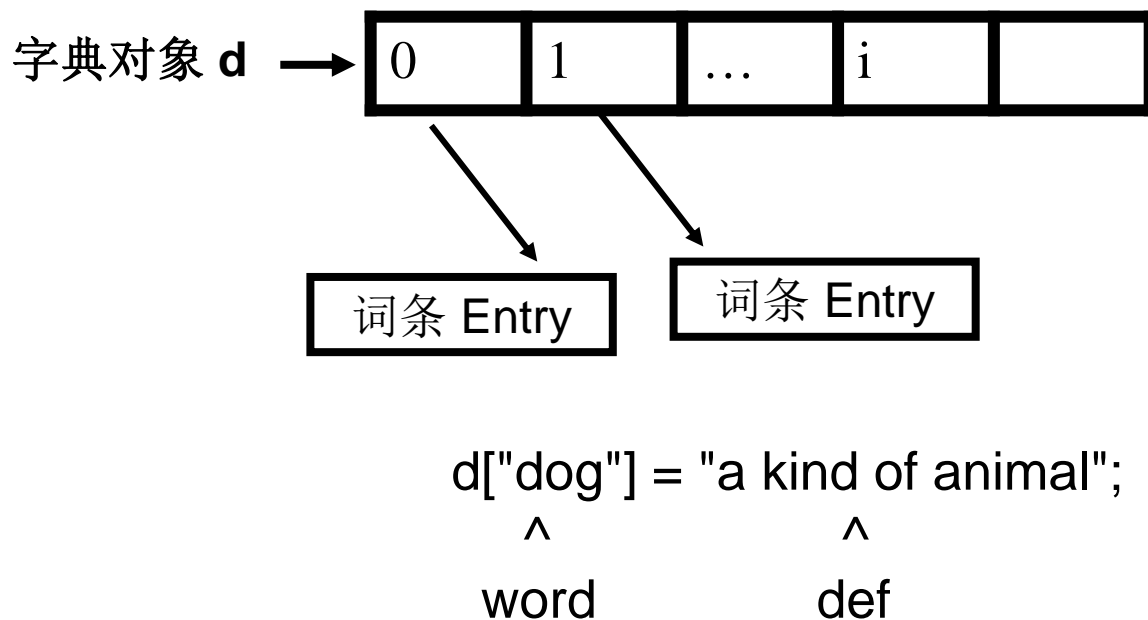 字典对象 d 0 1 … i
词条 Entry 词条 Entry
d["dog"] = "a kind of animal";
^ ^
word def